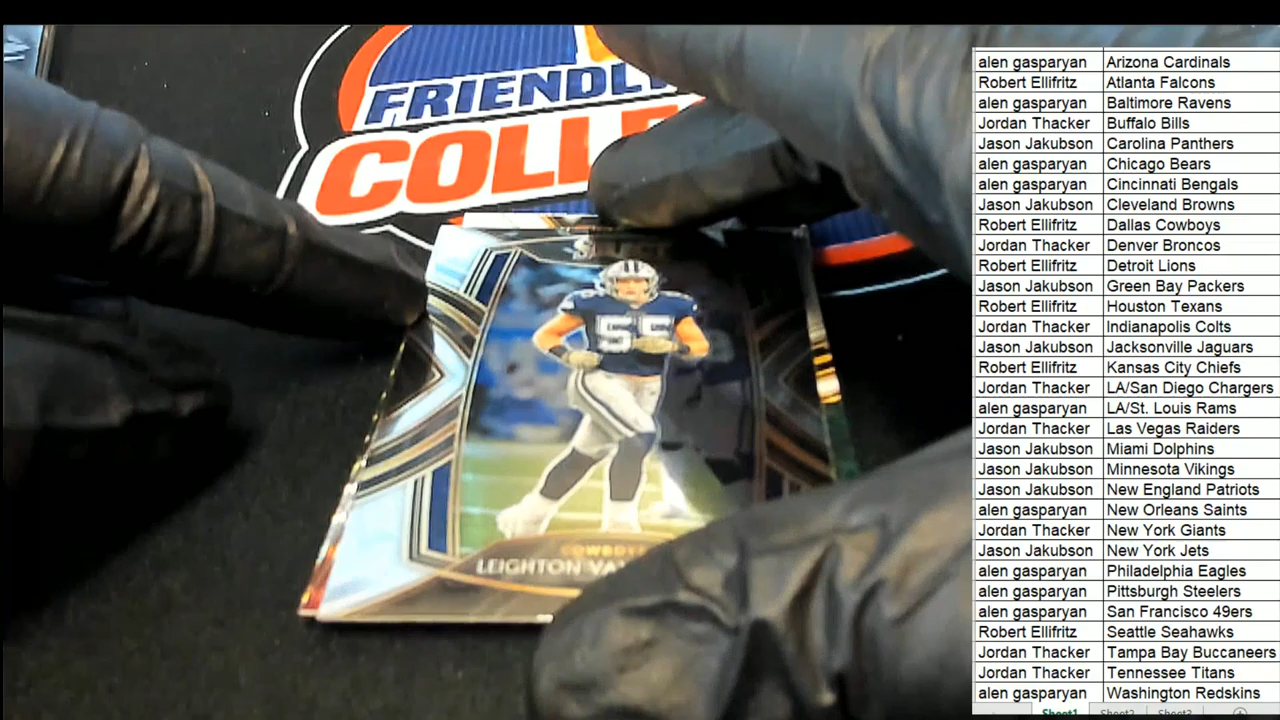 FRIENDLY
COLLE
SELECT
55
COWBOYS
LEIGHTON VA
alen gasparyan Arizona Cardinals
Robert Ellifritz Atlanta Falcons
alen gasparyan Baltimore Ravens
Jordan Thacker Buffalo Bills
Jason Jakubson Carolina Panthers
alen gasparyan Chicago Bears
alen gasparyan Cincinnati Bengals
Jason Jakubson Cleveland Browns
Robert Ellifritz Dallas Cowboys
Jordan Thacker Denver Broncos
Robert Ellifritz Detroit Lions
Jason Jakubson Green Bay Packers
Robert Ellifritz Houston Texans
Jordan Thacker Indianapolis Colts
Jason Jakubson Jacksonville Jaguars
Robert Ellifritz Kansas City Chiefs
Jordan Thacker LA/San Diego Chargers
alen gasparyan LA/St. Louis Rams
Jordan Thacker Las Vegas Raiders
Jason Jakubson Miami Dolphins
Jason Jakubson Minnesota Vikings
Jason Jakubson New England Patriots
alen gasparyan New Orleans Saints
Jordan Thacker New York Giants
Jason Jakubson New York Jets
alen gasparyan Philadelphia Eagles
alen gasparyan Pittsburgh Steelers
alen gasparyan San Francisco 49ers
Robert Ellifritz Seattle Seahawks
Jordan Thacker Tampa Bay Buccaneers
Jordan Thacker Tennessee Titans
alen gasparyan Washington Redskins
Sheet1 Sheet2 Sheet3